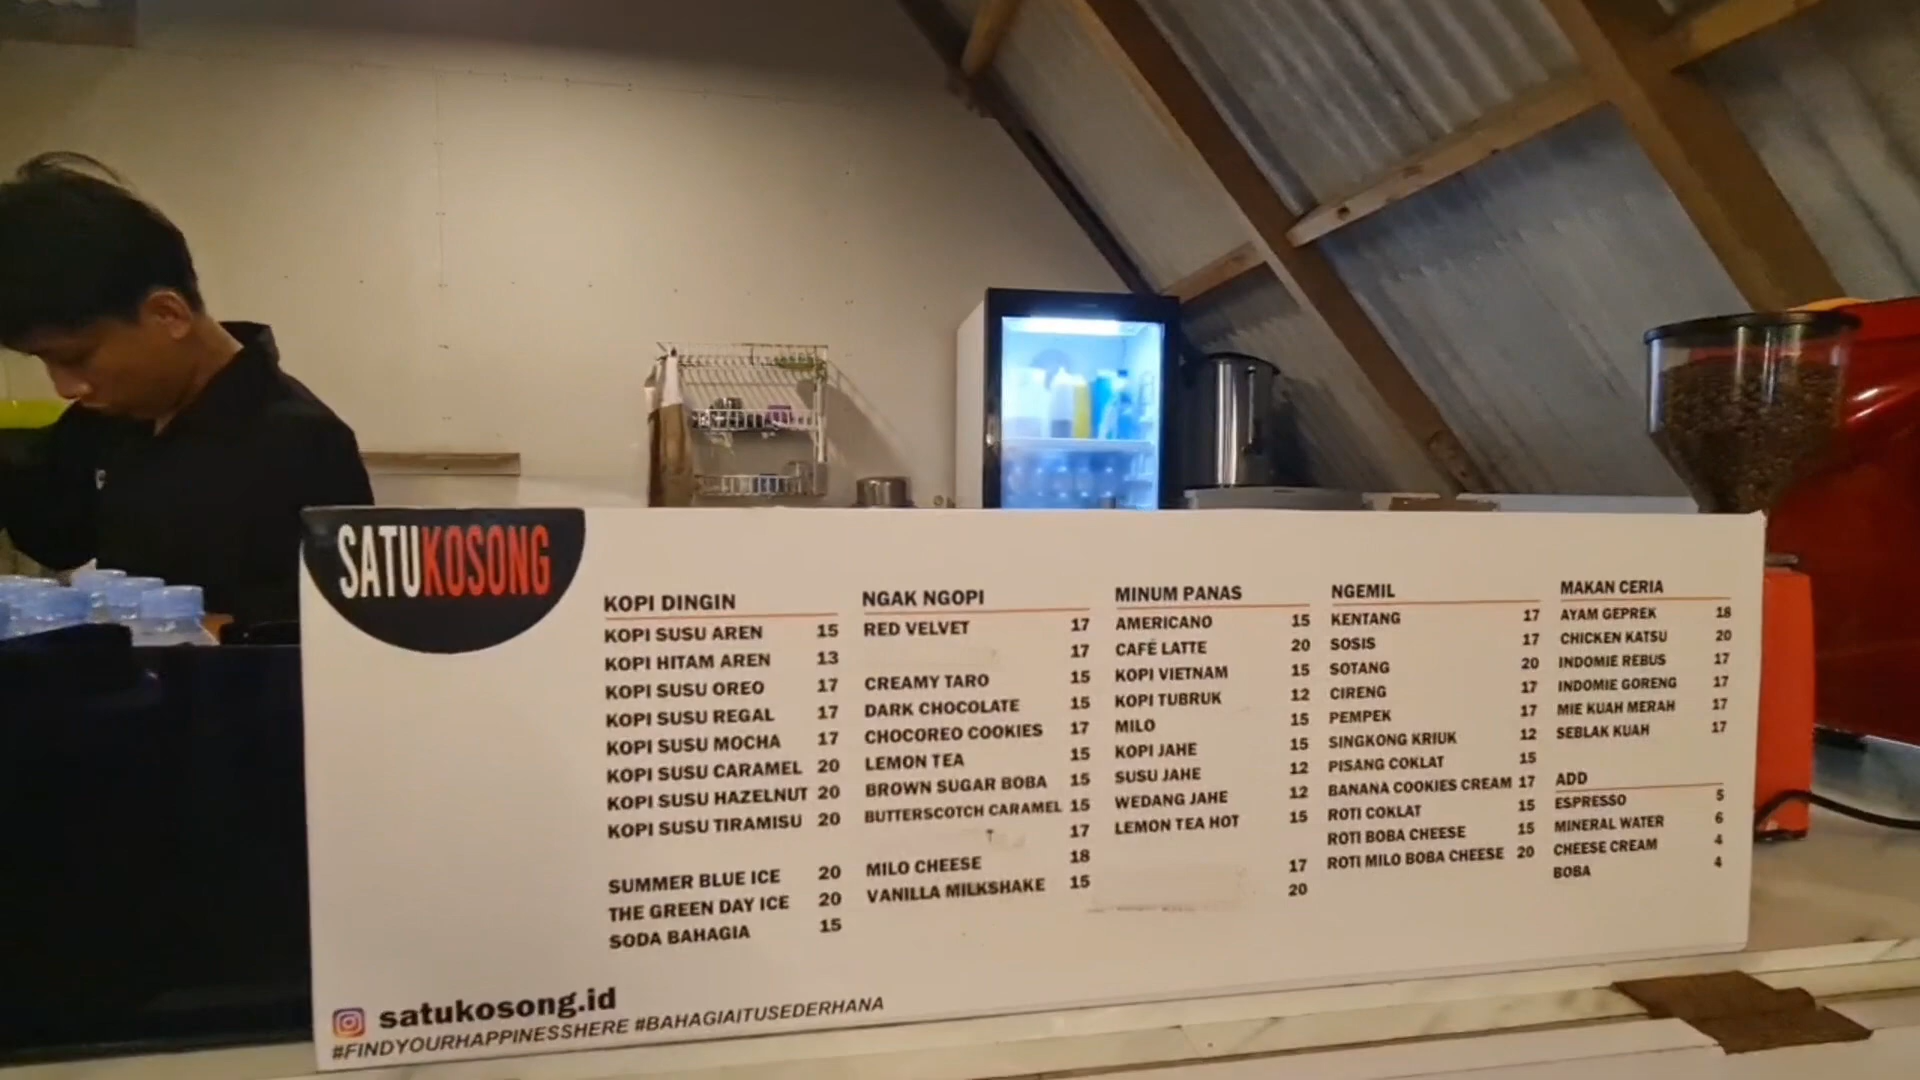 SATUKOSONG
KOPI DINGIN
KOPI SUSU AREN 15
KOPI HITAM AREN 13
KOPI SUSU OREO 17
KOPI SUSU REGAL 17
KOPI SUSU MOCHA 17
KOPI SUSU CARAMEL 20
KOPI SUSU HAZELNUT 20
KOPI SUSU TIRAMISU 20
SUMMER BLUE ICE 20
THE GREEN DAY ICE 20
SODA BAHAGIA 15
NGAK NGOPI
RED VELVET 17
17
CREAMY TARO 15
DARK CHOCOLATE 15
CHOCOREO COOKIES 17
LEMON TEA 15
BROWN SUGAR BOBA 15
BUTTERSCOTCH CARAMEL 15
17
MILO CHEESE 18
VANILLA MILKSHAKE 15
MINUM PANAS
AMERICANO 15
CAFÉ LATTE 20
KOPI VIETNAM 15
KOPI TUBRUK 12
MILO 15
KOPI JAHE 15
SUSU JAHE 12
WEDANG JAHE 12
LEMON TEA HOT 15
17
20
NGEMIL
KENTANG 17
SOSIS 17
SOTANG 20
CIRENG 17
PEMPEK 17
SINGKONG KRIUK 12
PISANG COKLAT 15
BANANA COOKIES CREAM 17
ROTI COKLAT 15
ROTI BOBA CHEESE 15
ROTI MILO BOBA CHEESE 20
MAKAN CERIA
AYAM GEPREK 18
CHICKEN KATSU 20
INDOMIE REBUS 17
INDOMIE GORENG 17
MIE KUAH MERAH 17
SEBLAK KUAH 17
ADD
ESPRESSO 5
MINERAL WATER 6
CHEESE CREAM 4
BOBA 4
satukosong.id
#FINDYOURHAPPINESSHERE #BAHAGIAITUSEDERHANA